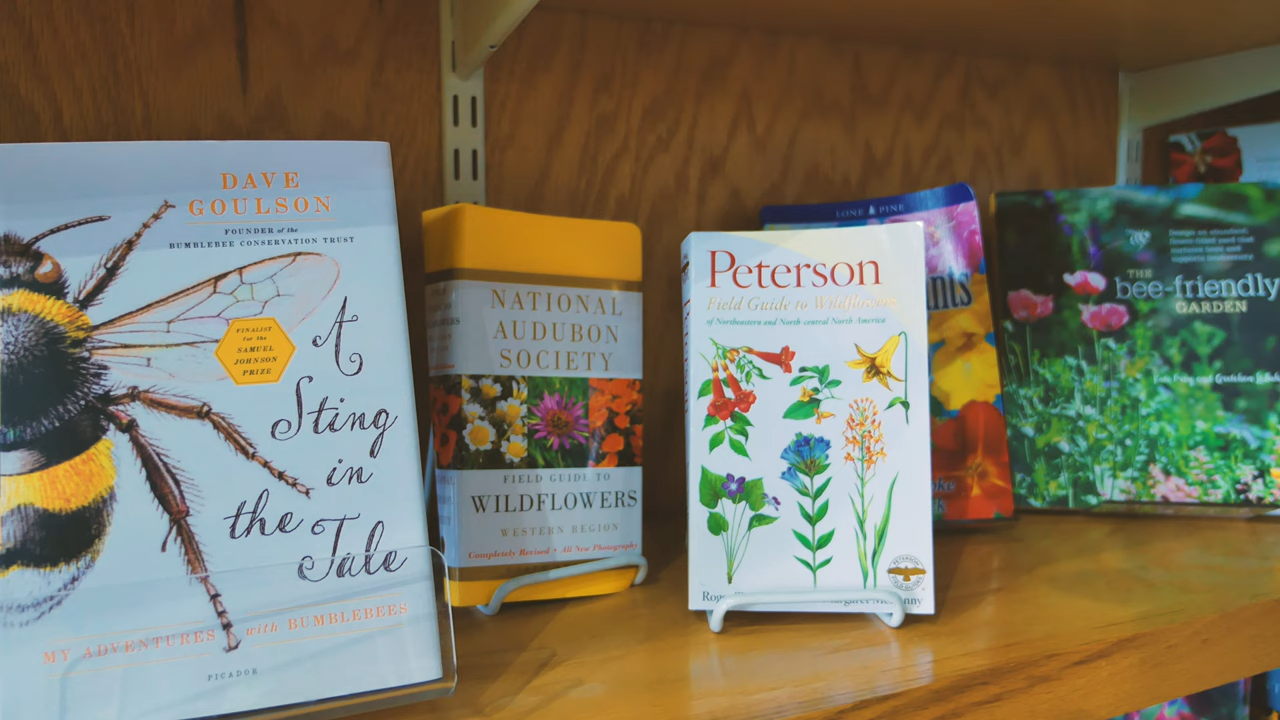 DAVE
GOULSON
FOUNDER of the
BUMBLEBEE CONSERVATION TRUST
FINALIST
for the
SAMUEL
JOHNSON
PRIZE
A
Sting
in
the
Tale
MY ADVENTURES with BUMBLEBEES
PICADOR
NATIONAL
AUDUBON
SOCIETY
FIELD GUIDE TO
WILDFLOWERS
WESTERN REGION
Completely Revised • All New Photography
Peterson
Field Guide to Wildflowers
of Northeastern and North-central North America
LONE PINE
THE
bee-friendly
GARDEN